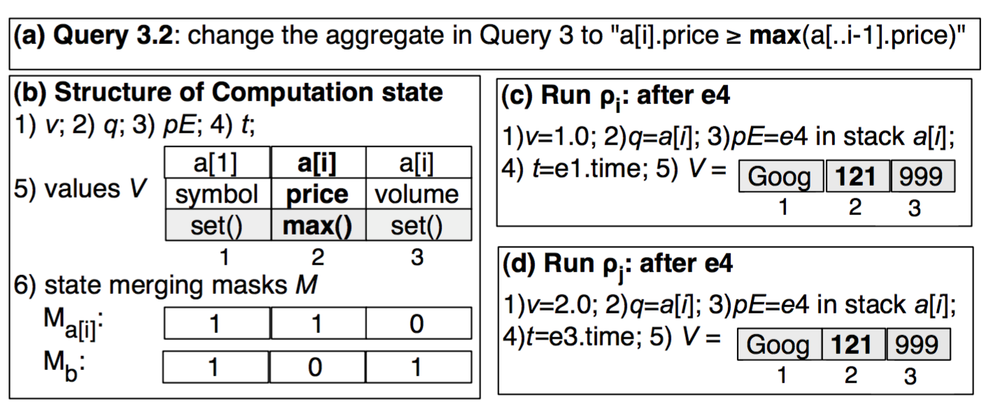 (a) Query 3.2: change the aggregate in Query 3 to "a[i].price ≥ max(a[..i-1].price)"
(b) Structure of Computation state
1) v; 2) q; 3) pE; 4) t;
a[1] a[i] a[i]
5) values V symbol price volume
set() max() set()
1 2 3
6) state merging masks M
Ma[i]: 1 1 0
Mb: 1 0 1
(c) Run ρi: after e4
1)v=1.0; 2)q=a[i]; 3)pE=e4 in stack a[i];
4) t=e1.time; 5) V = Goog 121 999
1 2 3
(d) Run ρj: after e4
1)v=2.0; 2)q=a[i]; 3)pE=e4 in stack a[i];
4)t=e3.time; 5) V = Goog 121 999
1 2 3